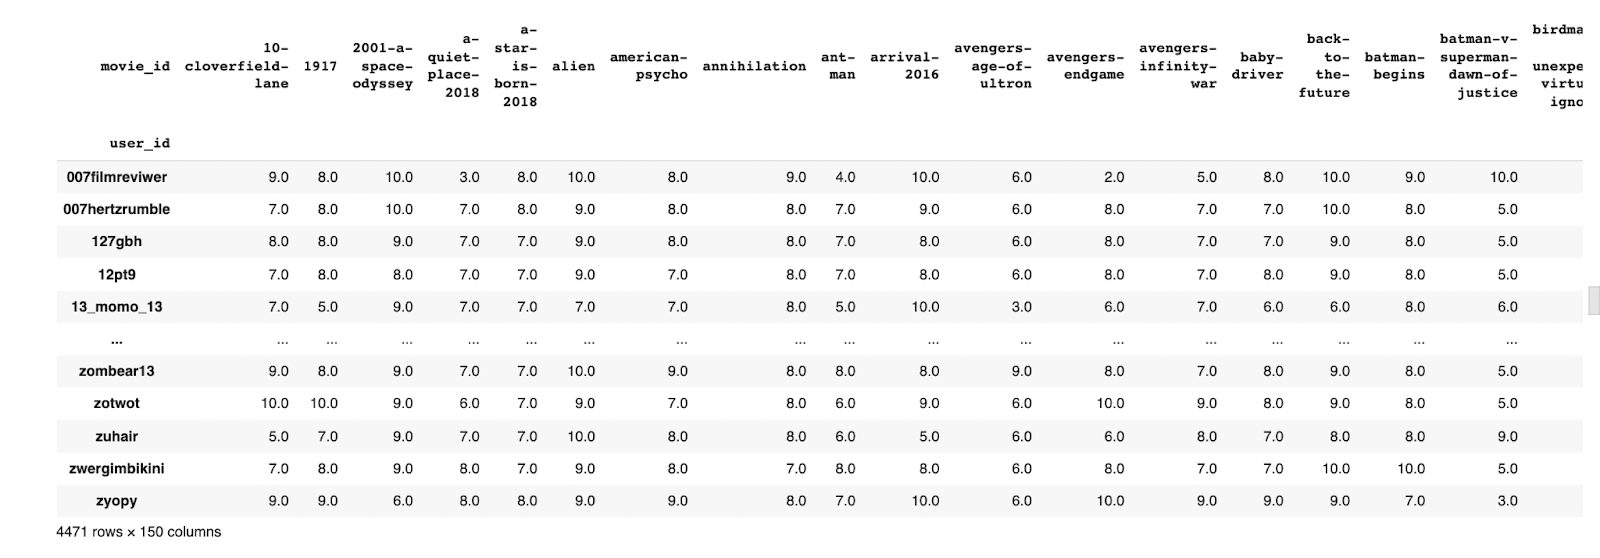 movie_id 10-cloverfield-lane 1917 2001-a-space-odyssey a-quiet-place-2018 a-star-is-born-2018 alien american-psycho annihilation ant-man arrival-2016 avengers-age-of-ultron avengers-endgame avengers-infinity-war baby-driver back-to-the-future batman-begins batman-v-superman-dawn-of-justice birdma unexpe virtu igno
user_id
007filmreviwer 9.0 8.0 10.0 3.0 8.0 10.0 8.0 9.0 4.0 10.0 6.0 2.0 5.0 8.0 10.0 9.0 10.0
007hertzrumble 7.0 8.0 10.0 7.0 8.0 9.0 8.0 8.0 7.0 9.0 6.0 8.0 7.0 7.0 10.0 8.0 5.0
127gbh 8.0 8.0 9.0 7.0 7.0 9.0 8.0 8.0 7.0 8.0 6.0 8.0 7.0 7.0 9.0 8.0 5.0
12pt9 7.0 8.0 8.0 7.0 7.0 9.0 7.0 8.0 7.0 8.0 6.0 8.0 7.0 8.0 9.0 8.0 5.0
13_momo_13 7.0 5.0 9.0 7.0 7.0 7.0 7.0 8.0 5.0 10.0 3.0 6.0 7.0 6.0 6.0 8.0 6.0
... ... ... ... ... ... ... ... ... ... ... ... ... ... ... ... ... ...
zombear13 9.0 8.0 9.0 7.0 7.0 10.0 9.0 8.0 8.0 8.0 9.0 8.0 7.0 8.0 9.0 8.0 5.0
zotwot 10.0 10.0 9.0 6.0 7.0 9.0 7.0 8.0 6.0 9.0 6.0 10.0 9.0 8.0 9.0 8.0 5.0
zuhair 5.0 7.0 9.0 7.0 7.0 10.0 8.0 8.0 6.0 5.0 6.0 6.0 8.0 7.0 8.0 8.0 9.0
zwergimbikini 7.0 8.0 9.0 8.0 7.0 9.0 8.0 7.0 8.0 8.0 6.0 8.0 7.0 7.0 10.0 10.0 5.0
zyopy 9.0 9.0 6.0 8.0 8.0 9.0 9.0 8.0 7.0 10.0 6.0 10.0 9.0 9.0 9.0 7.0 3.0
4471 rows × 150 columns